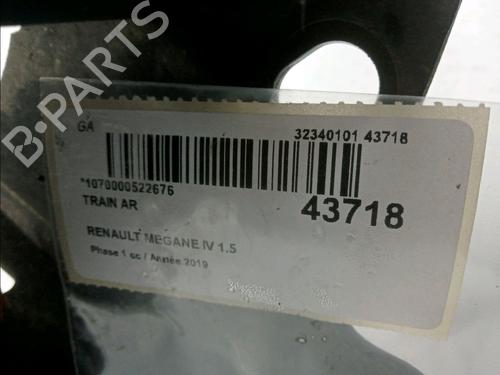 B-PARTS
GA
32340101 43718
*1070000522676
TRAIN AR
43718
RENAULT MEGANE IV 1.5
Phase 1 cc / Année 2019